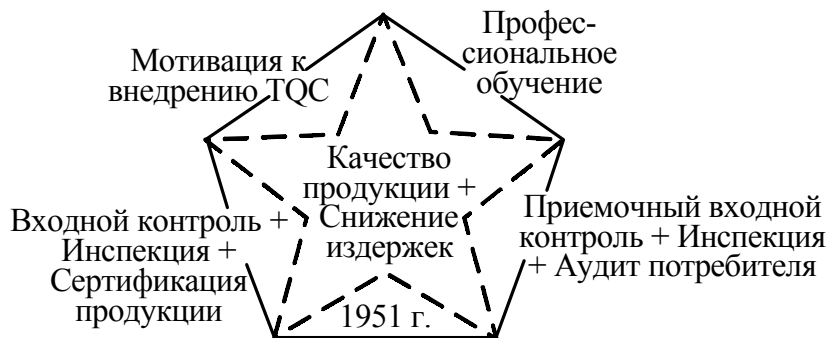 Мотивация к
внедрению TQC
Профес-
сиональное
обучение
Качество
продукции +
Снижение
издержек
Входной контроль +
Инспекция +
Сертификация
продукции
Приемочный входной
контроль + Инспекция
+ Аудит потребителя
1951 г.